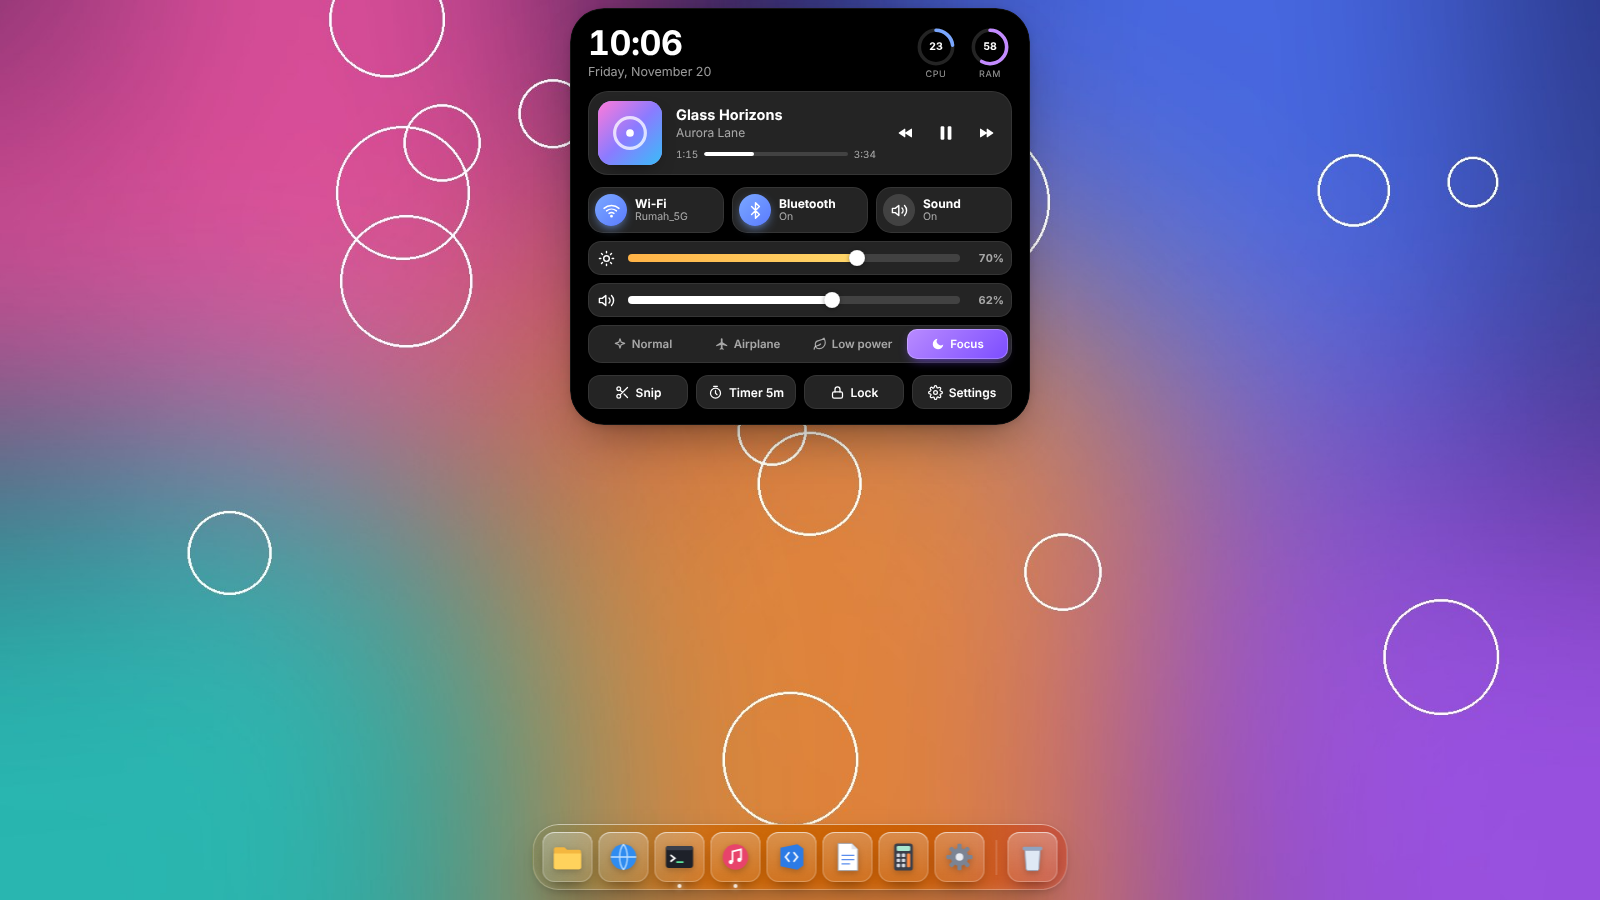 10:06
Friday, November 20
23
CPU
58
RAM
Glass Horizons
Aurora Lane
1:15
3:34
Wi-Fi
Rumah_5G
Bluetooth
On
Sound
On
70%
62%
Normal
Airplane
Low power
Focus
Snip
Timer 5m
Lock
Settings